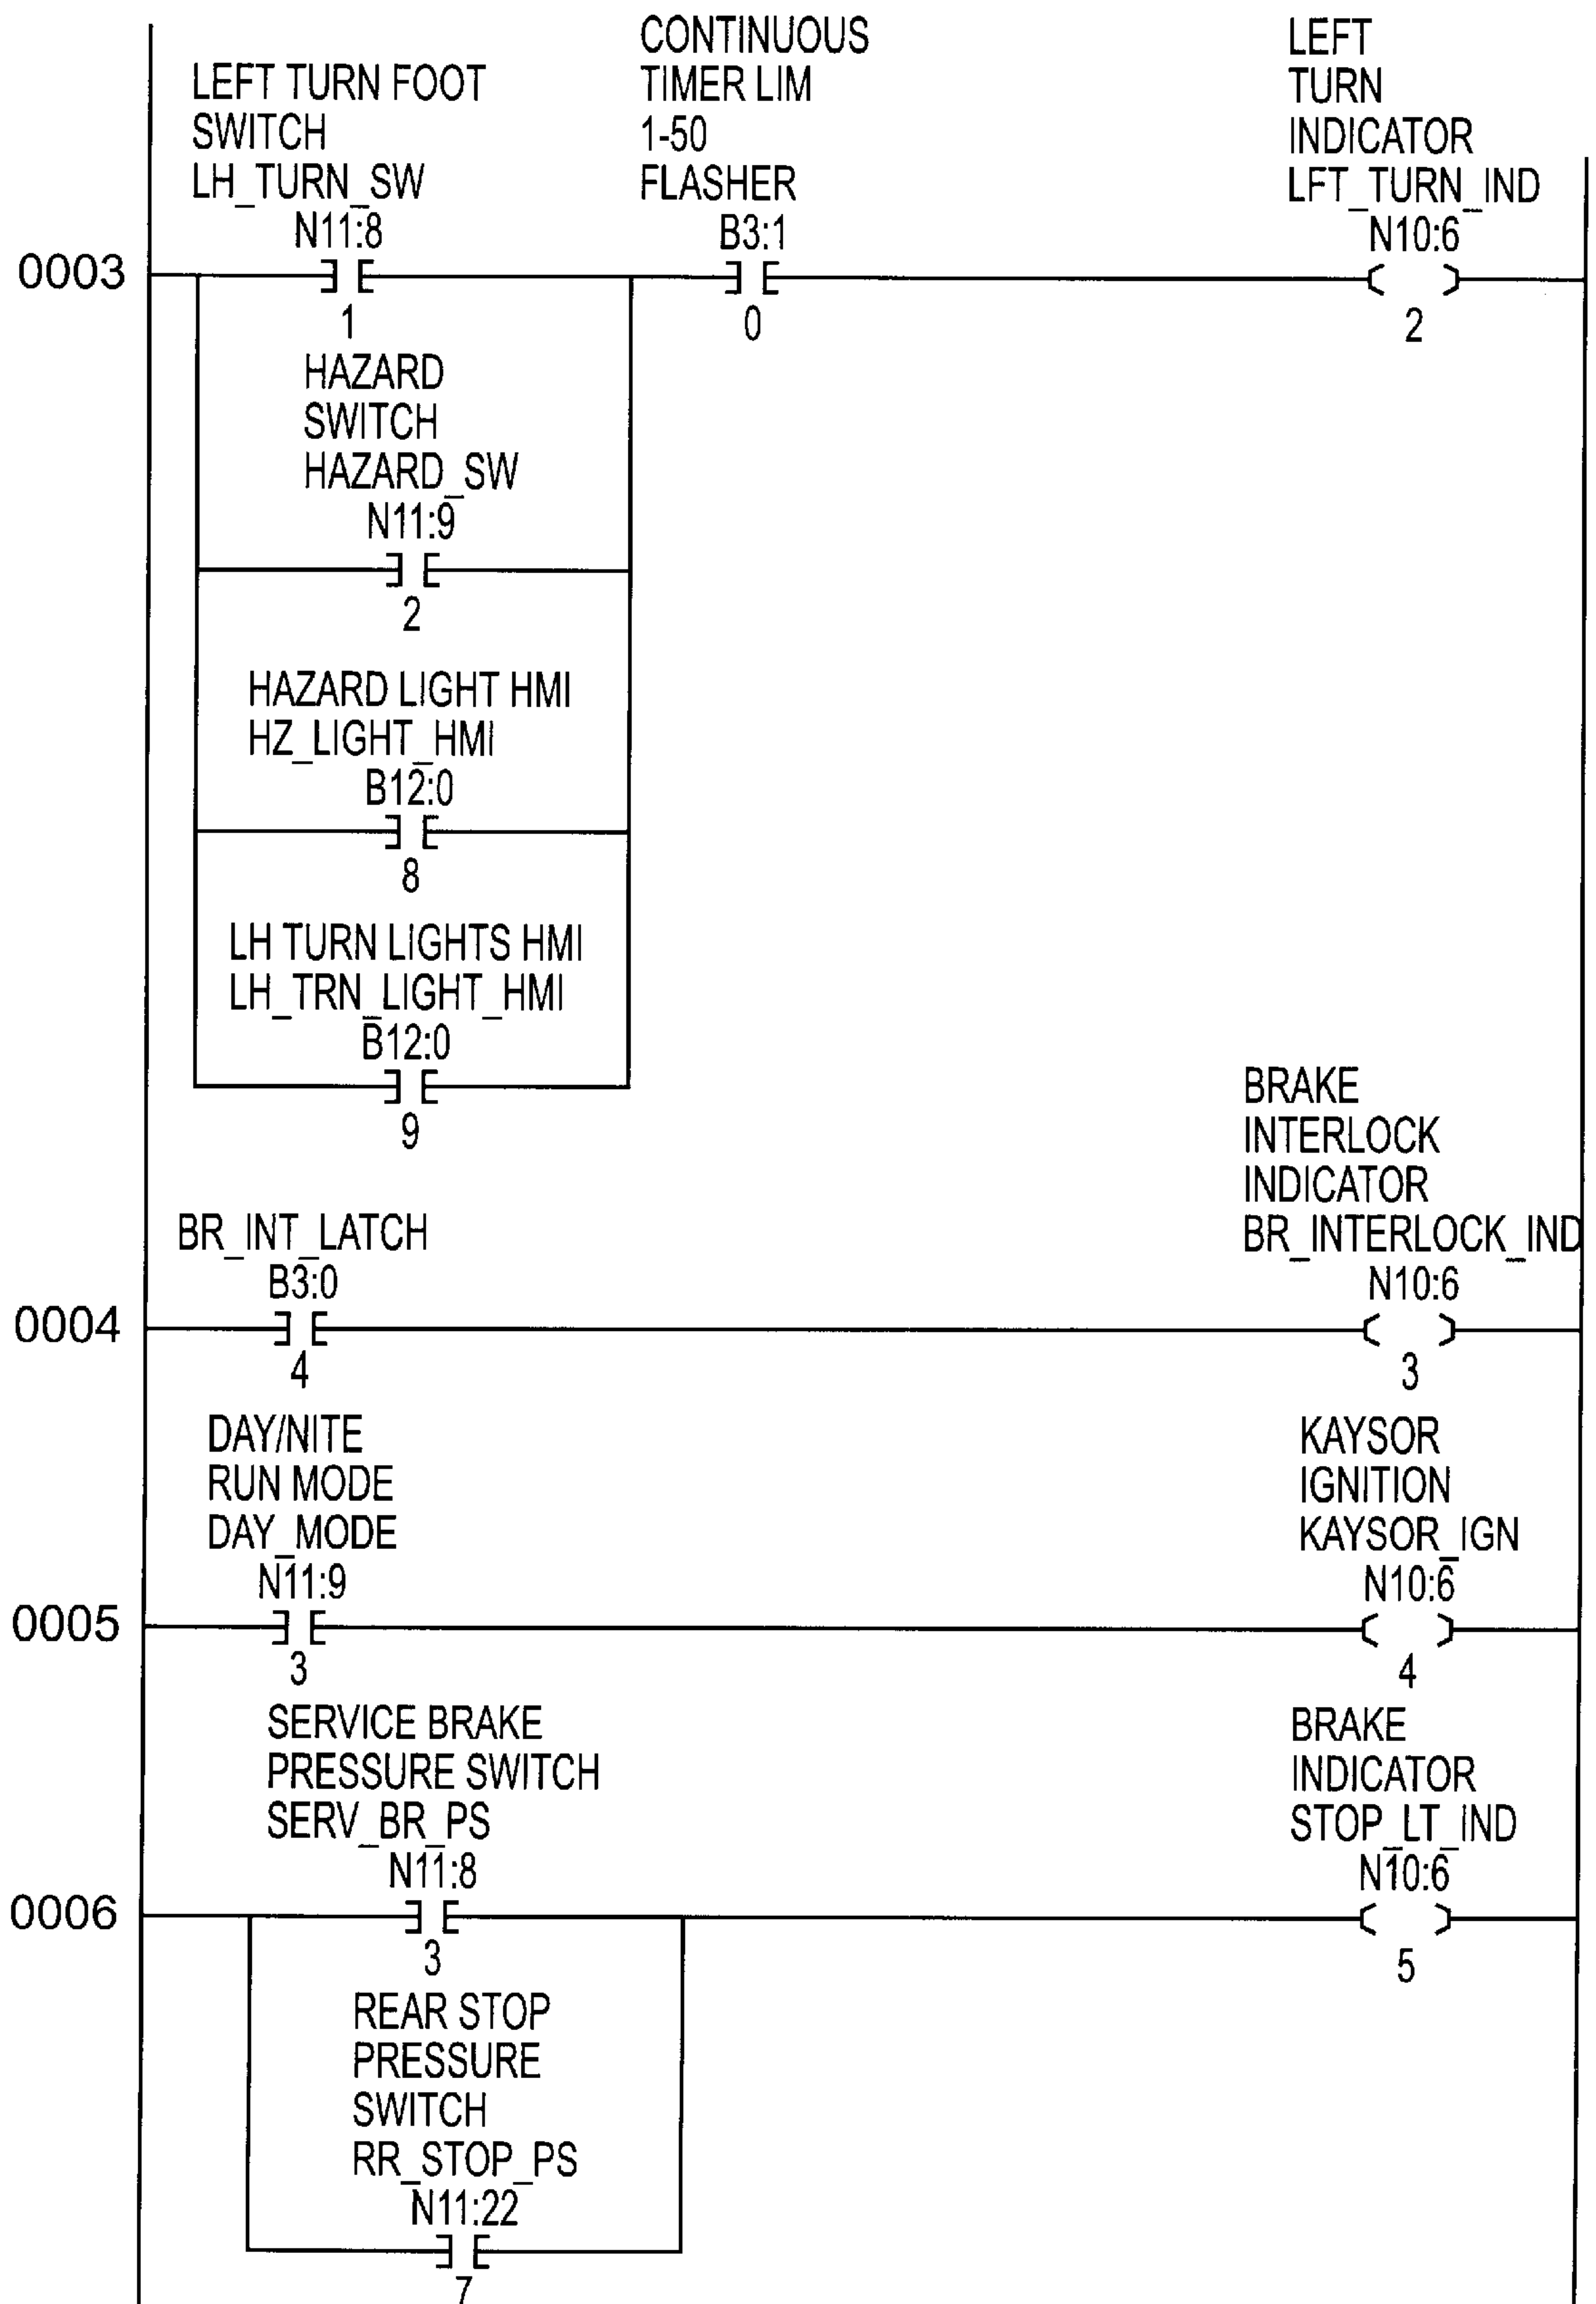 LEFT TURN FOOT
SWITCH
LH_TURN_SW
N11:8
1
CONTINUOUS
TIMER LIM
1-50
FLASHER
B3:1
0
LEFT
TURN
INDICATOR
LFT_TURN_IND
N10:6
2
0003
HAZARD
SWITCH
HAZARD_SW
N11:9
2
HAZARD LIGHT HMI
HZ_LIGHT_HMI
B12:0
8
LH TURN LIGHTS HMI
LH_TRN_LIGHT_HMI
B12:0
9
BR_INT_LATCH
B3:0
4
BRAKE
INTERLOCK
INDICATOR
BR_INTERLOCK_IND
N10:6
3
0004
DAY/NITE
RUN MODE
DAY_MODE
N11:9
3
KAYSOR
IGNITION
KAYSOR_IGN
N10:6
4
0005
SERVICE BRAKE
PRESSURE SWITCH
SERV_BR_PS
N11:8
3
BRAKE
INDICATOR
STOP_LT_IND
N10:6
5
0006
REAR STOP
PRESSURE
SWITCH
RR_STOP_PS
N11:22
7